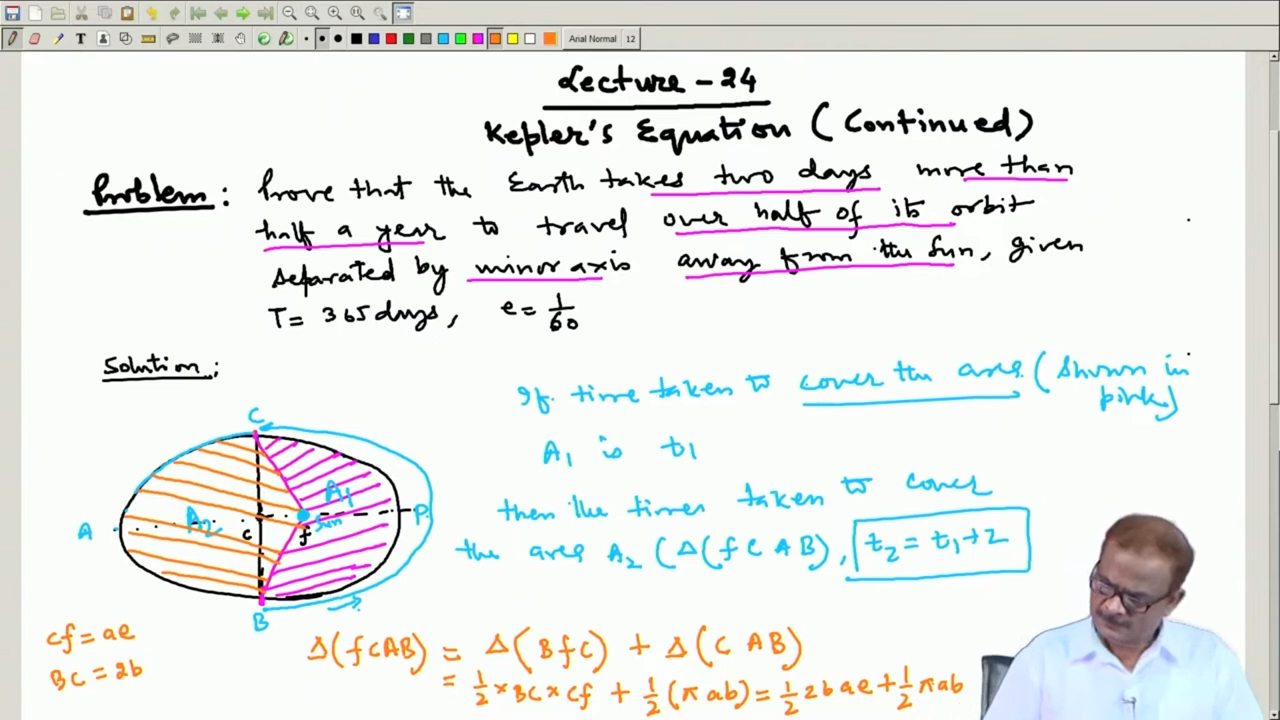 Arial Normal 12
Lecture - 24
Kepler's Equation (Continued)
Problem: Prove that the Earth takes two days more than
half a year to travel over half of its orbit
separated by minor axis away from the Sun, given
T = 365 days, e = 1/60
Solution:
If time taken to cover the area (shown in
pink)
A1 is t1
then the times taken to cover
the area A2 (Δ(fCAB), t2 = t1+2
C
A1
A
A2
C
f
Sun
P
B
Cf = ae
BC = 2b
Δ(fCAB) = Δ(BfC) + Δ(CAB)
= 1/2 × BC × Cf + 1/2 (πab) = 1/2 2b ae + 1/2 πab